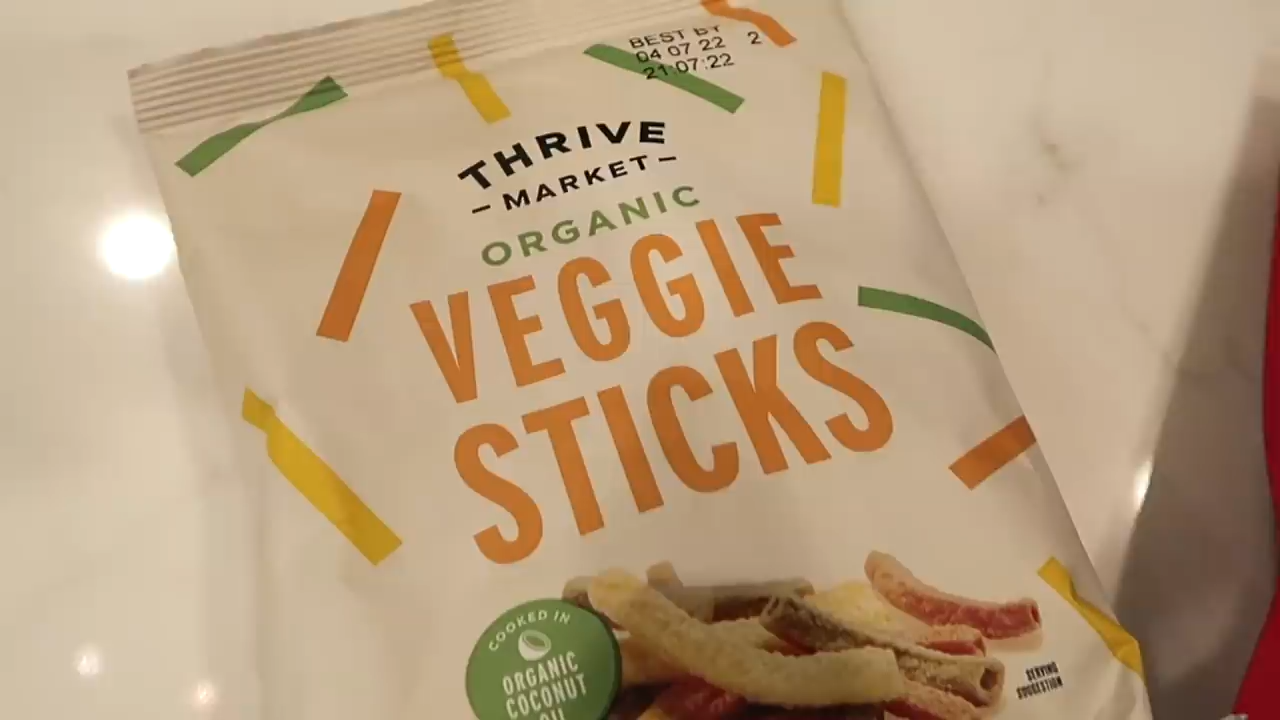 BEST BY
04 07 22 2
21:07:22
THRIVE
– MARKET –
ORGANIC
VEGGIE
STICKS
COOKED IN
ORGANIC
COCONUT
OIL
SERVING
SUGGESTION